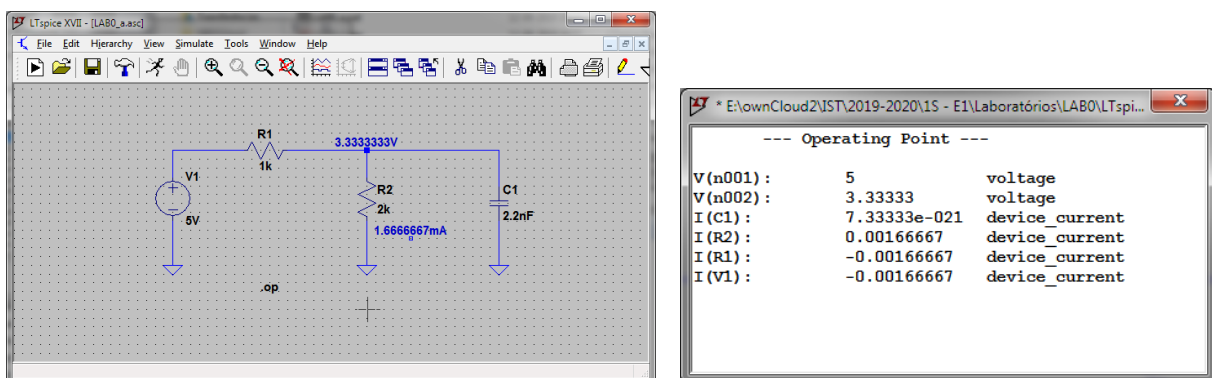 LTspice XVII - [LAB0_a.asc]
File Edit Hierarchy View Simulate Tools Window Help
R1
3.3333333V
1k
V1
R2
C1
5V
2k
2.2nF
1.6666667mA
.op
* E:\ownCloud2\IST\2019-2020\1S - E1\Laboratórios\LAB0\LTspi...
--- Operating Point ---
V(n001): 5 voltage
V(n002): 3.33333 voltage
I(C1): 7.33333e-021 device_current
I(R2): 0.00166667 device_current
I(R1): -0.00166667 device_current
I(V1): -0.00166667 device_current